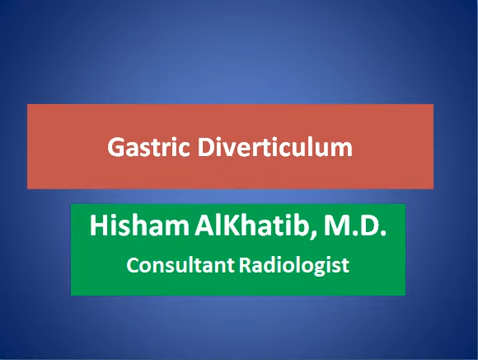 Gastric Diverticulum
Hisham AlKhatib, M.D.
Consultant Radiologist